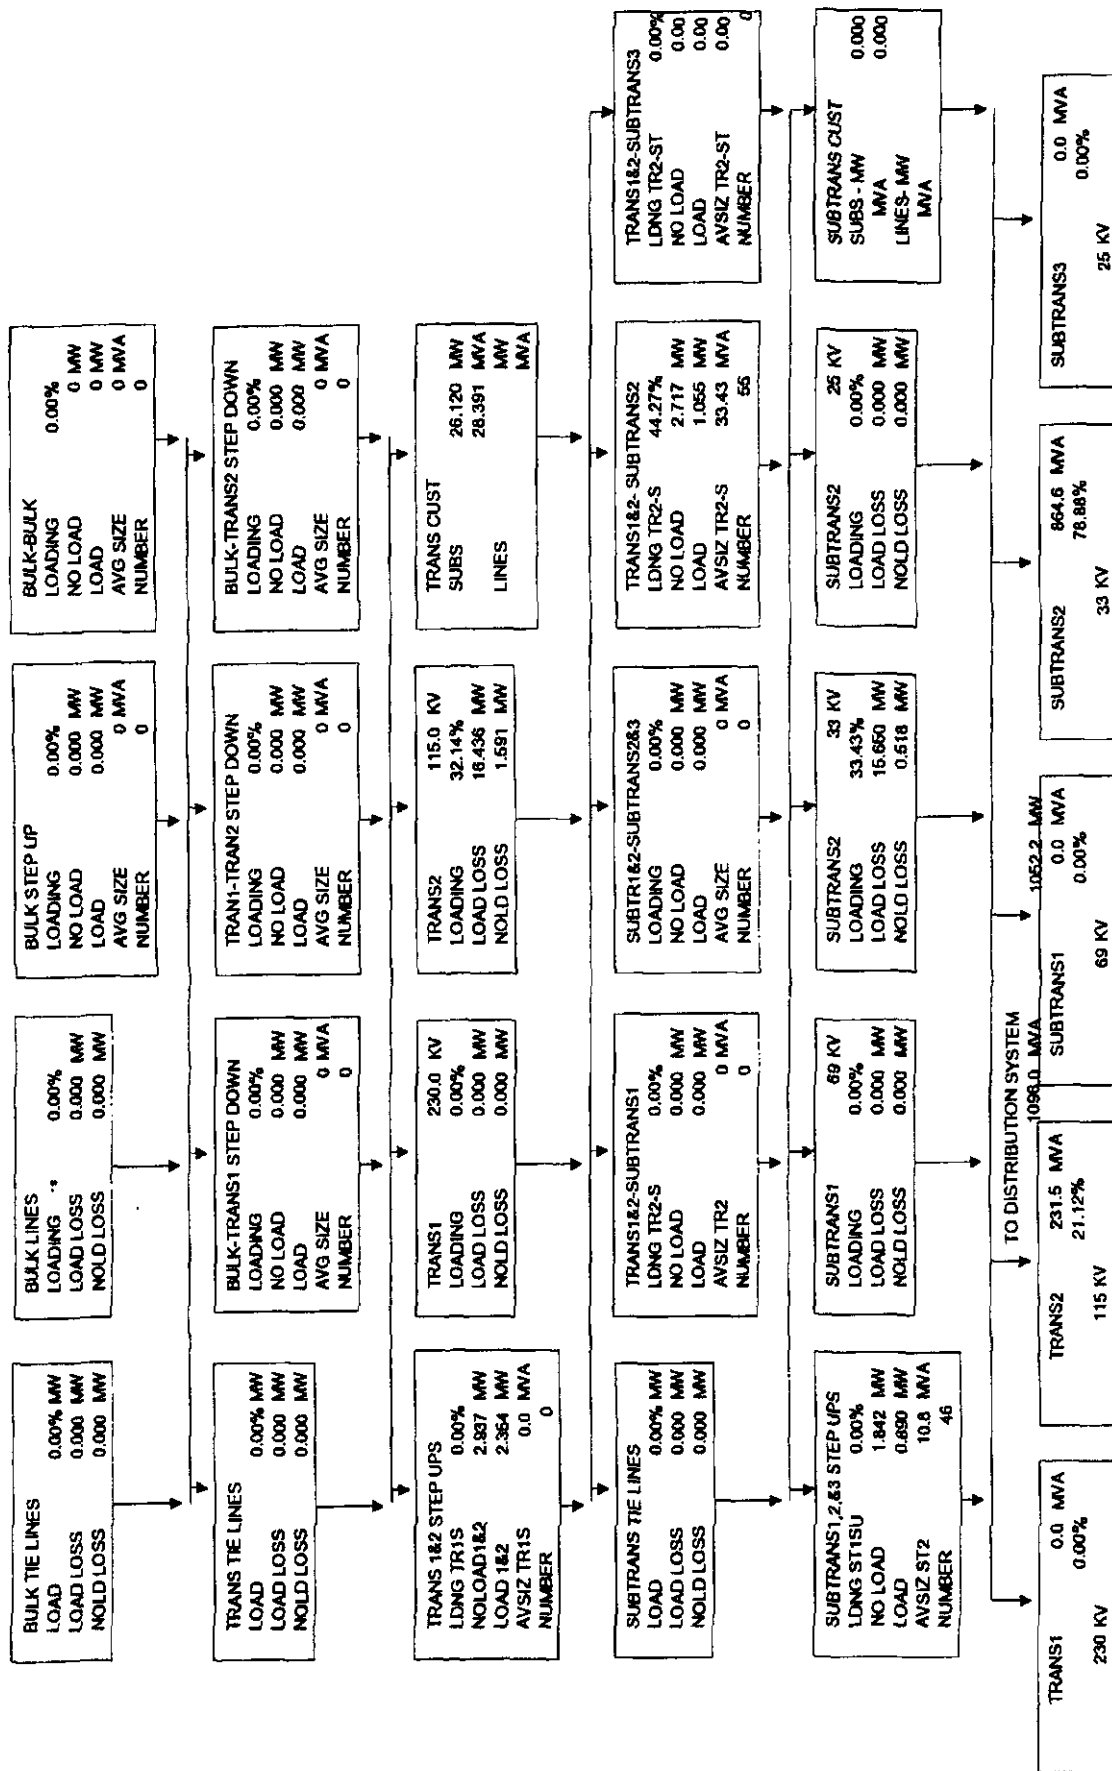 BULK TIE LINES
LOAD 0.00% MW
LOAD LOSS 0.000 MW
NOLD LOSS 0.000 MW
BULK LINES
LOADING 0.00%
LOAD LOSS 0.000 MW
NOLD LOSS 0.000 MW
BULK STEP UP
LOADING 0.00%
NO LOAD 0.000 MW
LOAD 0.000 MW
AVG SIZE 0 MVA
NUMBER 0
BULK-BULK
LOADING 0.00%
NO LOAD 0 MW
LOAD 0 MW
AVG SIZE 0 MVA
NUMBER 0
TRANS TIE LINES
LOAD 0.00% MW
LOAD LOSS 0.000 MW
NOLD LOSS 0.000 MW
BULK-TRANS1 STEP DOWN
LOADING 0.00%
NO LOAD 0.000 MW
LOAD 0.000 MW
AVG SIZE 0 MVA
NUMBER 0
TRAN1-TRAN2 STEP DOWN
LOADING 0.00%
NO LOAD 0.000 MW
LOAD 0.000 MW
AVG SIZE 0 MVA
NUMBER 0
BULK-TRANS2 STEP DOWN
LOADING 0.00%
NO LOAD 0.000 MW
LOAD 0.000 MW
AVG SIZE 0 MVA
NUMBER 0
TRANS 1&2 STEP UPS
LDNG TR1S 0.00%
NOLOAD1&2 2.937 MW
LOAD 1&2 2.354 MW
AVSIZ TR1S 0.0 MVA
NUMBER 0
TRANS1 230.0 KV
LOADING 0.00%
LOAD LOSS 0.000 MW
NOLD LOSS 0.000 MW
TRANS2 115.0 KV
LOADING 32.14%
LOAD LOSS 16.436 MW
NOLD LOSS 1.591 MW
TRANS CUST
SUBS 26.120 MW
28.391 MVA
LINES MW
MVA
SUBTRANS TIE LINES
LOAD 0.00% MW
LOAD LOSS 0.000 MW
NOLD LOSS 0.000 MW
TRANS1&2-SUBTRANS1
LDNG TR2-S 0.00%
NO LOAD 0.000 MW
LOAD 0.000 MW
AVSIZ TR2 0 MVA
NUMBER 0
SUBTR1&2-SUBTRANS2&3
LOADING 0.00%
NO LOAD 0.000 MW
LOAD 0.000 MW
AVG SIZE 0 MVA
NUMBER 0
TRANS1&2- SUBTRANS2
LDNG TR2-S 44.27%
NO LOAD 2.717 MW
LOAD 1.055 MW
AVSIZ TR2-S 33.43 MVA
NUMBER 55
TRANS1&2-SUBTRANS3
LDNG TR2-ST 0.00%
NO LOAD 0.00
LOAD 0.00
AVSIZ TR2-ST 0.00
NUMBER 0
SUBTRANS1,2,&3 STEP UPS
LDNG ST1SU 0.00%
NO LOAD 1.842 MW
LOAD 0.890 MW
AVSIZ ST2 10.8 MVA
NUMBER 46
SUBTRANS1 69 KV
LOADING 0.00%
LOAD LOSS 0.000 MW
NOLD LOSS 0.000 MW
SUBTRANS2 33 KV
LOADING 33.43%
LOAD LOSS 15.650 MW
NOLD LOSS 0.518 MW
SUBTRANS2 25 KV
LOADING 0.00%
LOAD LOSS 0.000 MW
NOLD LOSS 0.000 MW
SUBTRANS CUST
SUBS - MW 0.000
MVA 0.000
LINES- MW
MVA
TO DISTRIBUTION SYSTEM
1096.0 MVA 1052.2 MW
TRANS1 0.0 MVA
0.00%
230 KV
TRANS2 231.5 MVA
21.12%
115 KV
SUBTRANS1 0.0 MVA
0.00%
69 KV
SUBTRANS2 864.6 MVA
78.88%
33 KV
SUBTRANS3 0.0 MVA
0.00%
25 KV